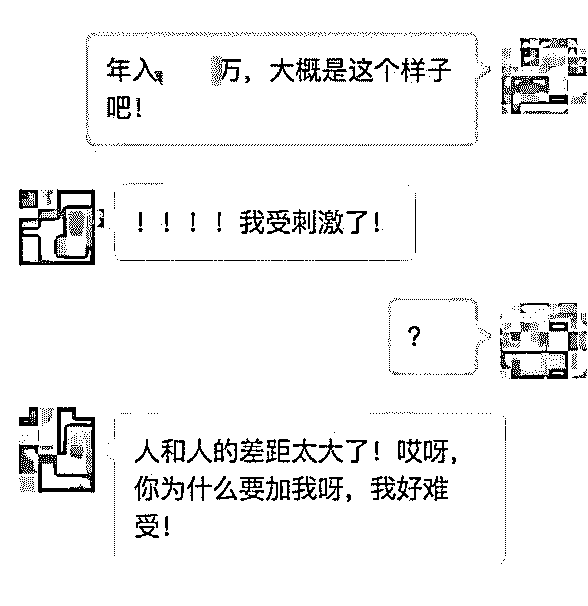 年入 万，大概是这个样子
吧！
！！！！我受刺激了！
？
人和人的差距太大了！哎呀，
你为什么要加我呀，我好难
受！